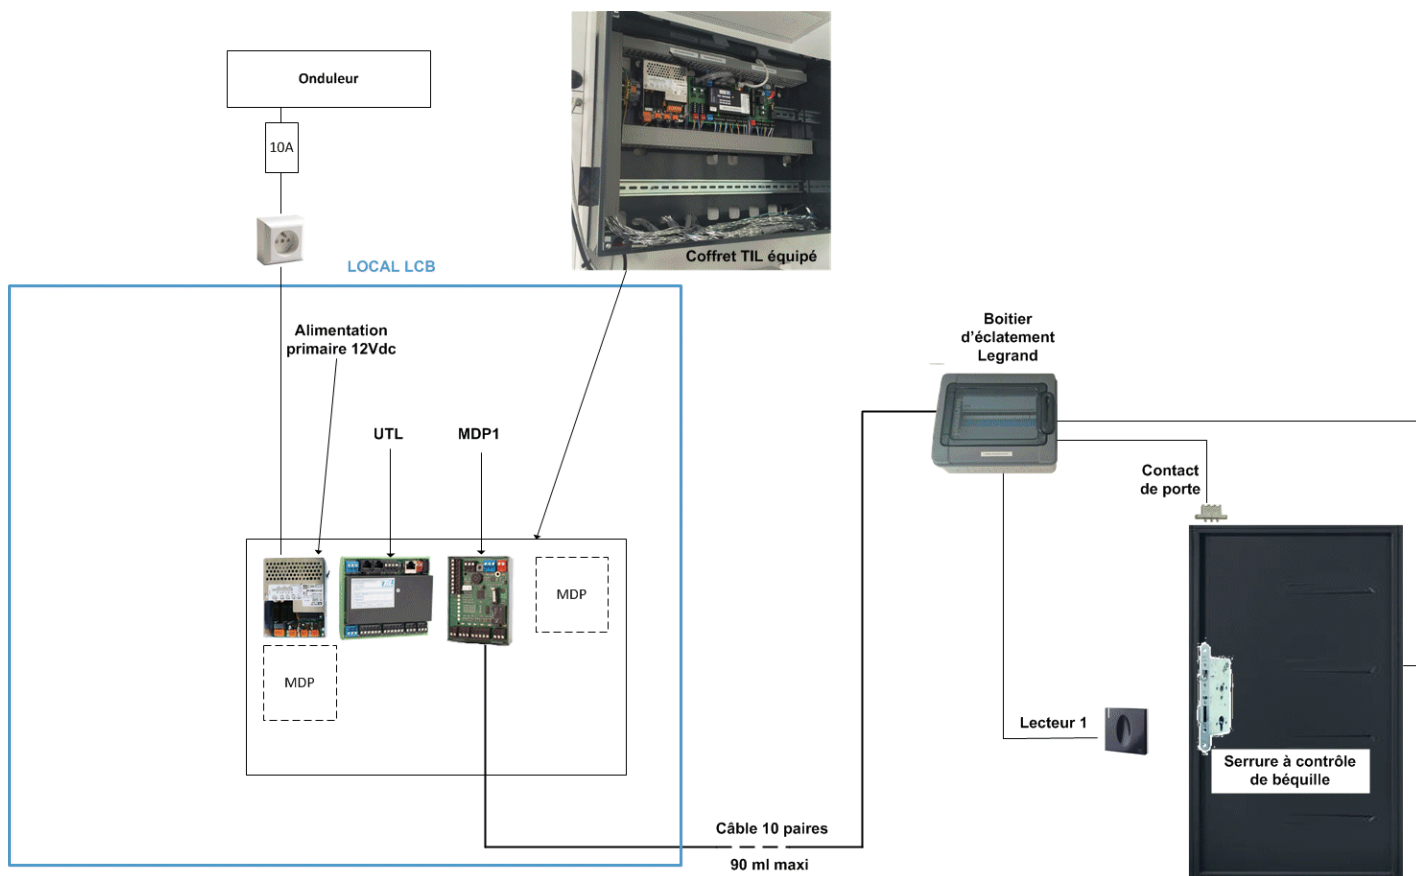 Onduleur
10A
Coffret TIL équipé
LOCAL LCB
Alimentation
primaire 12Vdc
UTL
MDP1
MDP
MDP
Boitier
d'éclatement
Legrand
Contact
de porte
Lecteur 1
Serrure à contrôle
de béquille
Câble 10 paires
90 ml maxi